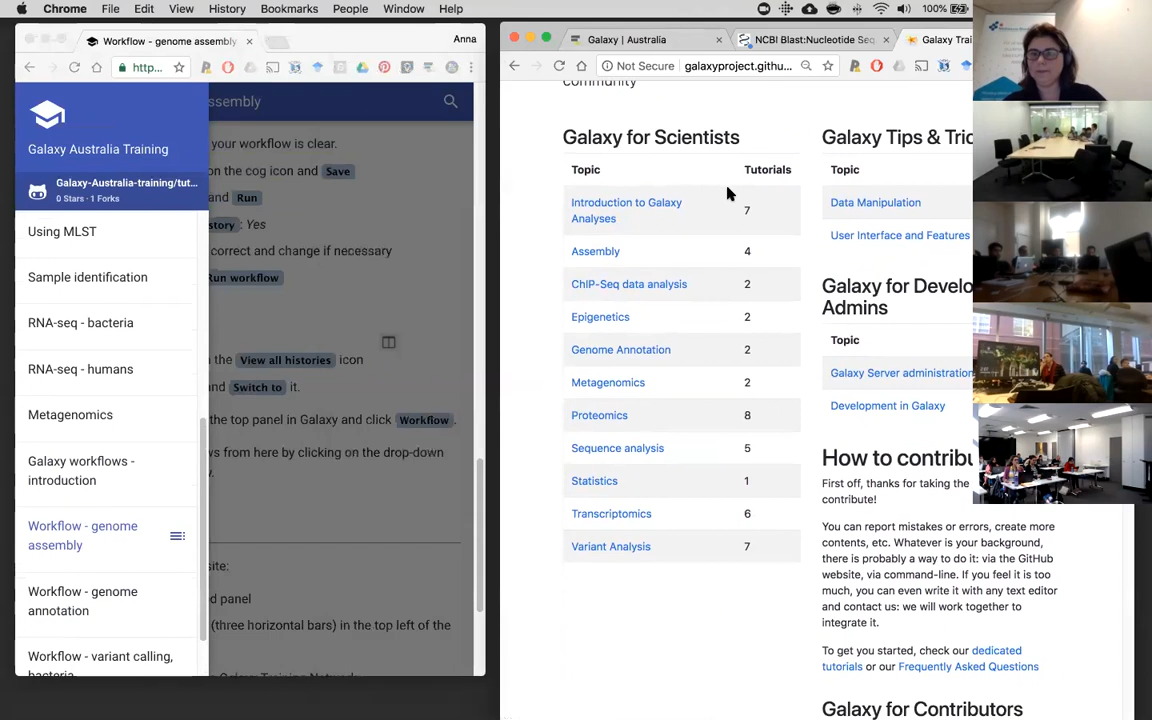 Chrome File Edit View History Bookmarks People Window Help 100%
Workflow - genome assembly
Anna
http...
ssembly
Galaxy Australia Training
Galaxy-Australia-training/tut...
0 Stars · 1 Forks
Using MLST
Sample identification
RNA-seq - bacteria
RNA-seq - humans
Metagenomics
Galaxy workflows -
introduction
Workflow - genome
assembly
Workflow - genome
annotation
Workflow - variant calling,
bacteria
your workflow is clear.
on the cog icon and Save
and Run
story: Yes
correct and change if necessary
Run workflow
the View all histories icon
and Switch to it.
the top panel in Galaxy and click Workflow.
ws from here by clicking on the drop-down
site:
ed panel
(three horizontal bars) in the top left of the
Galaxy | Australia
NCBI Blast:Nucleotide Seq
Galaxy Trai
Not Secure galaxyproject.githu...
community
Galaxy for Scientists
Topic Tutorials
Introduction to Galaxy
Analyses 7
Assembly 4
ChIP-Seq data analysis 2
Epigenetics 2
Genome Annotation 2
Metagenomics 2
Proteomics 8
Sequence analysis 5
Statistics 1
Transcriptomics 6
Variant Analysis 7
Galaxy Tips & Tric
Topic
Data Manipulation
User Interface and Features
Galaxy for Develo
Admins
Topic
Galaxy Server administration
Development in Galaxy
How to contribu
First off, thanks for taking the
contribute!
You can report mistakes or errors, create more
contents, etc. Whatever is your background,
there is probably a way to do it: via the GitHub
website, via command-line. If you feel it is too
much, you can even write it with any text editor
and contact us: we will work together to
integrate it.
To get you started, check our dedicated
tutorials or our Frequently Asked Questions
Galaxy for Contributors